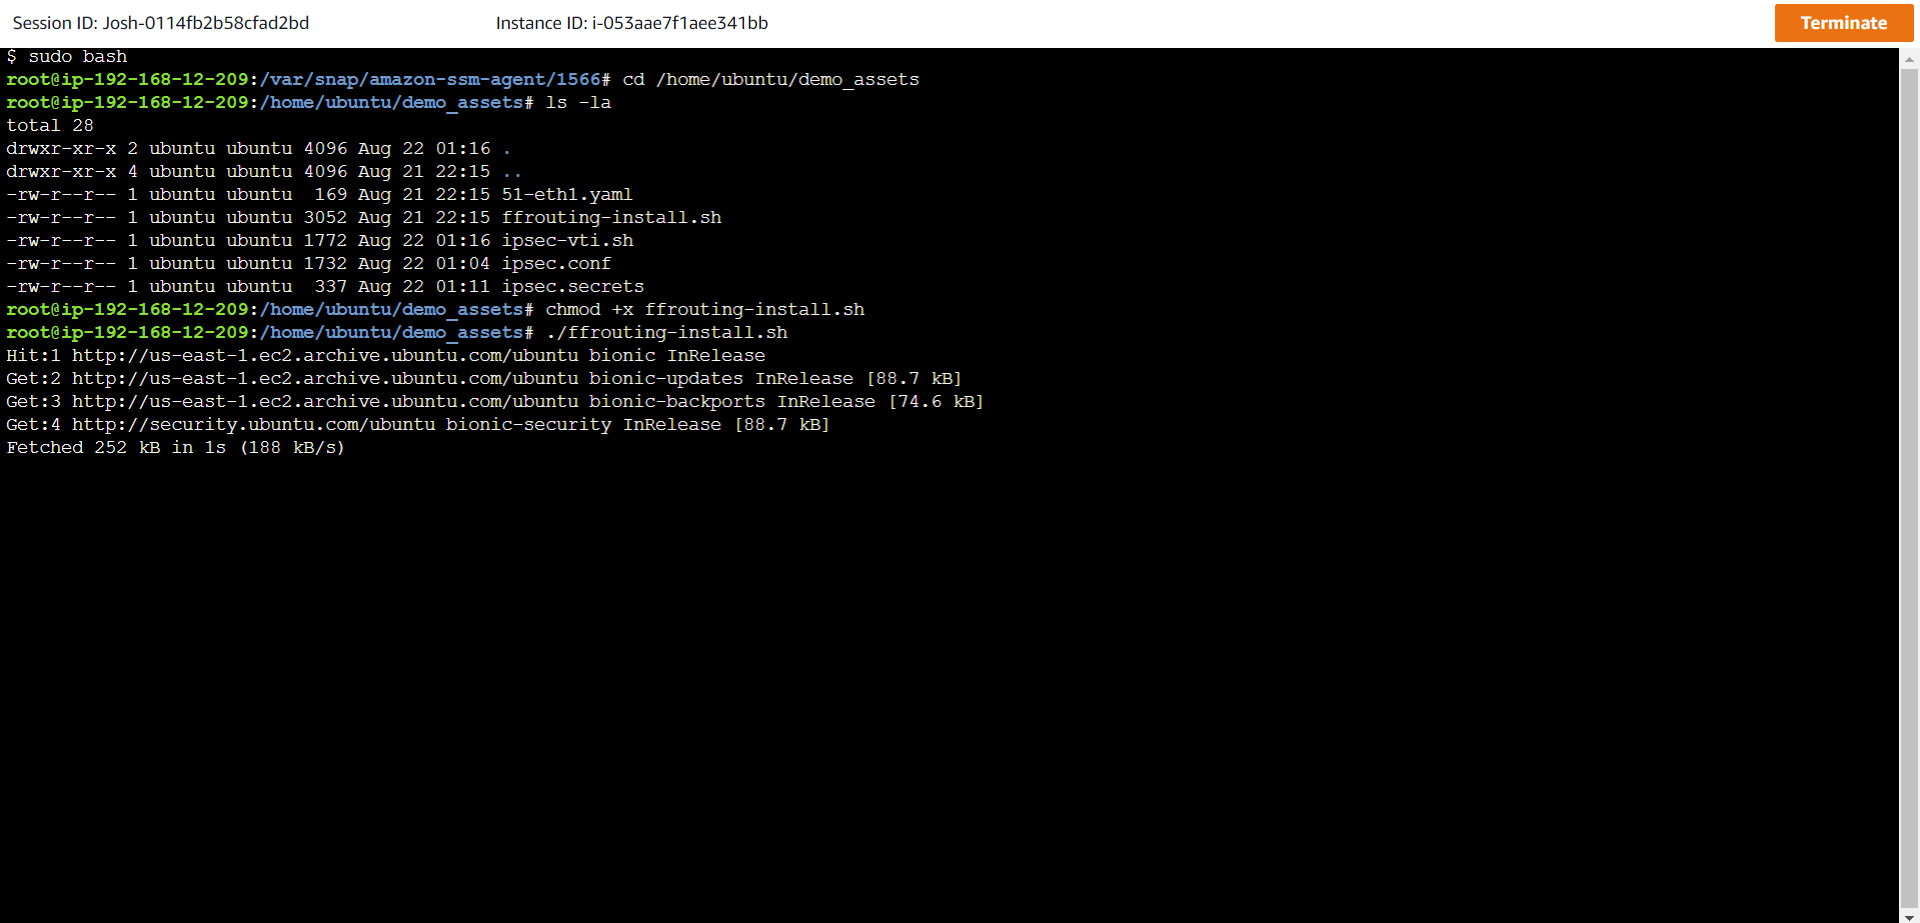 Session ID: Josh-0114fb2b58cfad2bd Instance ID: i-053aae7f1aee341bb Terminate
$ sudo bash
root@ip-192-168-12-209:/var/snap/amazon-ssm-agent/1566# cd /home/ubuntu/demo_assets
root@ip-192-168-12-209:/home/ubuntu/demo_assets# ls -la
total 28
drwxr-xr-x 2 ubuntu ubuntu 4096 Aug 22 01:16 .
drwxr-xr-x 4 ubuntu ubuntu 4096 Aug 21 22:15 ..
-rw-r--r-- 1 ubuntu ubuntu  169 Aug 21 22:15 51-eth1.yaml
-rw-r--r-- 1 ubuntu ubuntu 3052 Aug 21 22:15 ffrouting-install.sh
-rw-r--r-- 1 ubuntu ubuntu 1772 Aug 22 01:16 ipsec-vti.sh
-rw-r--r-- 1 ubuntu ubuntu 1732 Aug 22 01:04 ipsec.conf
-rw-r--r-- 1 ubuntu ubuntu  337 Aug 22 01:11 ipsec.secrets
root@ip-192-168-12-209:/home/ubuntu/demo_assets# chmod +x ffrouting-install.sh
root@ip-192-168-12-209:/home/ubuntu/demo_assets# ./ffrouting-install.sh
Hit:1 http://us-east-1.ec2.archive.ubuntu.com/ubuntu bionic InRelease
Get:2 http://us-east-1.ec2.archive.ubuntu.com/ubuntu bionic-updates InRelease [88.7 kB]
Get:3 http://us-east-1.ec2.archive.ubuntu.com/ubuntu bionic-backports InRelease [74.6 kB]
Get:4 http://security.ubuntu.com/ubuntu bionic-security InRelease [88.7 kB]
Fetched 252 kB in 1s (188 kB/s)